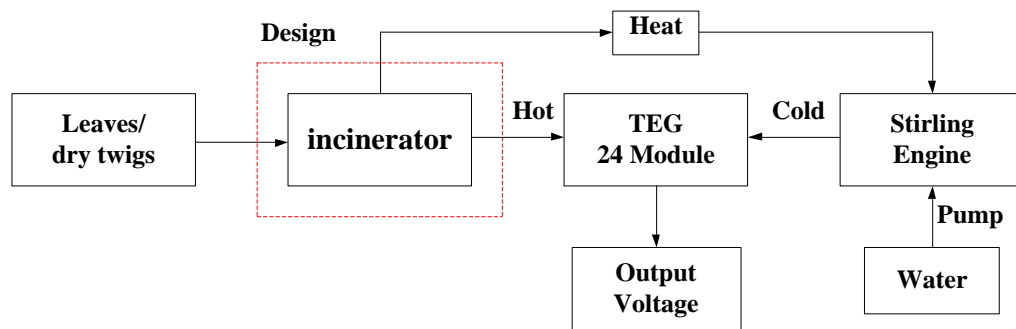 Design
Heat
Leaves/
dry twigs
incinerator
Hot
TEG
24 Module
Cold
Stirling
Engine
Pump
Output
Voltage
Water